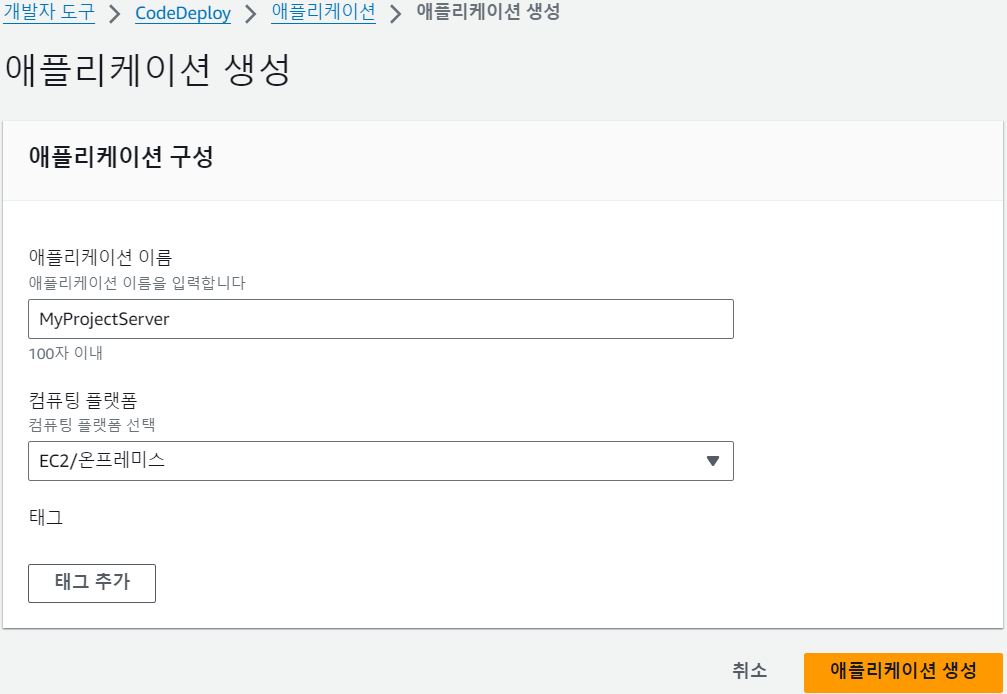 개발자 도구 > CodeDeploy > 애플리케이션 > 애플리케이션 생성
애플리케이션 생성
애플리케이션 구성
애플리케이션 이름
애플리케이션 이름을 입력합니다
MyProjectServer
100자 이내
컴퓨팅 플랫폼
컴퓨팅 플랫폼 선택
EC2/온프레미스
태그
태그 추가
취소 애플리케이션 생성